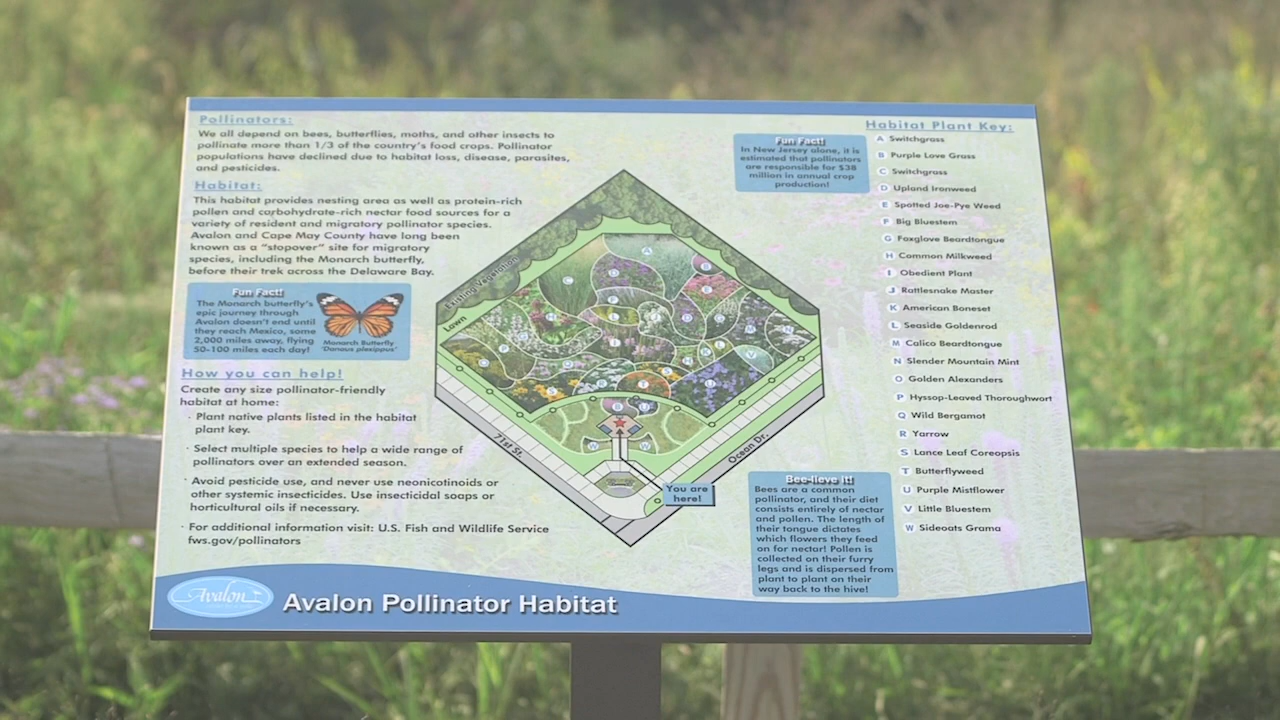 Pollinators:
We all depend on bees, butterflies, moths, and other insects to
pollinate more than 1/3 of the country's food crops. Pollinator
populations have declined due to habitat loss, disease, parasites,
and pesticides.
Habitat:
This habitat provides nesting area as well as protein-rich
pollen and carbohydrate-rich nectar food sources for a
variety of resident and migratory pollinator species.
Avalon and Cape May County have long been
known as a "stopover" site for migratory
species, including the Monarch butterfly,
before their trek across the Delaware Bay.
Fun Fact!
The Monarch butterfly's
epic journey through
Avalon doesn't end until
they reach Mexico, some
2,000 miles away, flying
50-100 miles each day!
Monarch Butterfly
"Danaus plexippus"
How you can help!
Create any size pollinator-friendly
habitat at home:
· Plant native plants listed in the habitat
plant key.
· Select multiple species to help a wide range of
pollinators over an extended season.
· Avoid pesticide use, and never use neonicotinoids or
other systemic insecticides. Use insecticidal soaps or
horticultural oils if necessary.
· For additional information visit: U.S. Fish and Wildlife Service
fws.gov/pollinators
Existing Vegetation
Lawn
71st St.
Ocean Dr.
You are
here!
Fun Fact!
In New Jersey alone, it is
estimated that pollinators
are responsible for $38
million in annual crop
production!
Bee-lieve it!
Bees are a common
pollinator, and their diet
consists entirely of nectar
and pollen. The length of
their tongue dictates
which flowers they feed
on for nectar! Pollen is
collected on their furry
legs and is dispersed from
plant to plant on their
way back to the hive!
Habitat Plant Key:
A Switchgrass
B Purple Love Grass
C Switchgrass
D Upland Ironweed
E Spotted Joe-Pye Weed
F Big Bluestem
G Foxglove Beardtongue
H Common Milkweed
I Obedient Plant
J Rattlesnake Master
K American Boneset
L Seaside Goldenrod
M Calico Beardtongue
N Slender Mountain Mint
O Golden Alexanders
P Hyssop-Leaved Thoroughwort
Q Wild Bergamot
R Yarrow
S Lance Leaf Coreopsis
T Butterflyweed
U Purple Mistflower
V Little Bluestem
W Sideoats Grama
Avalon
Avalon Pollinator Habitat